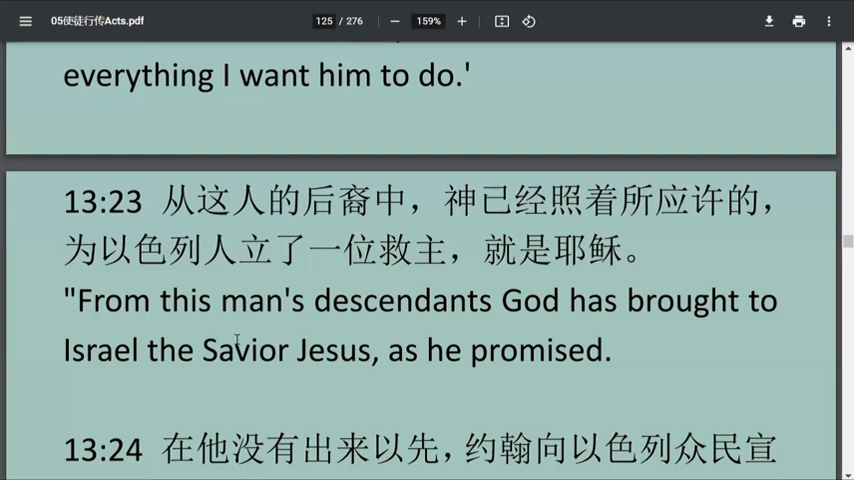 05使徒行传Acts.pdf
125 / 276
159%
everything I want him to do.'
13:23 从这人的后裔中，神已经照着所应许的，
为以色列人立了一位救主，就是耶稣。
"From this man's descendants God has brought to
Israel the Savior Jesus, as he promised.
13:24 在他没有出来以先，约翰向以色列众民宣